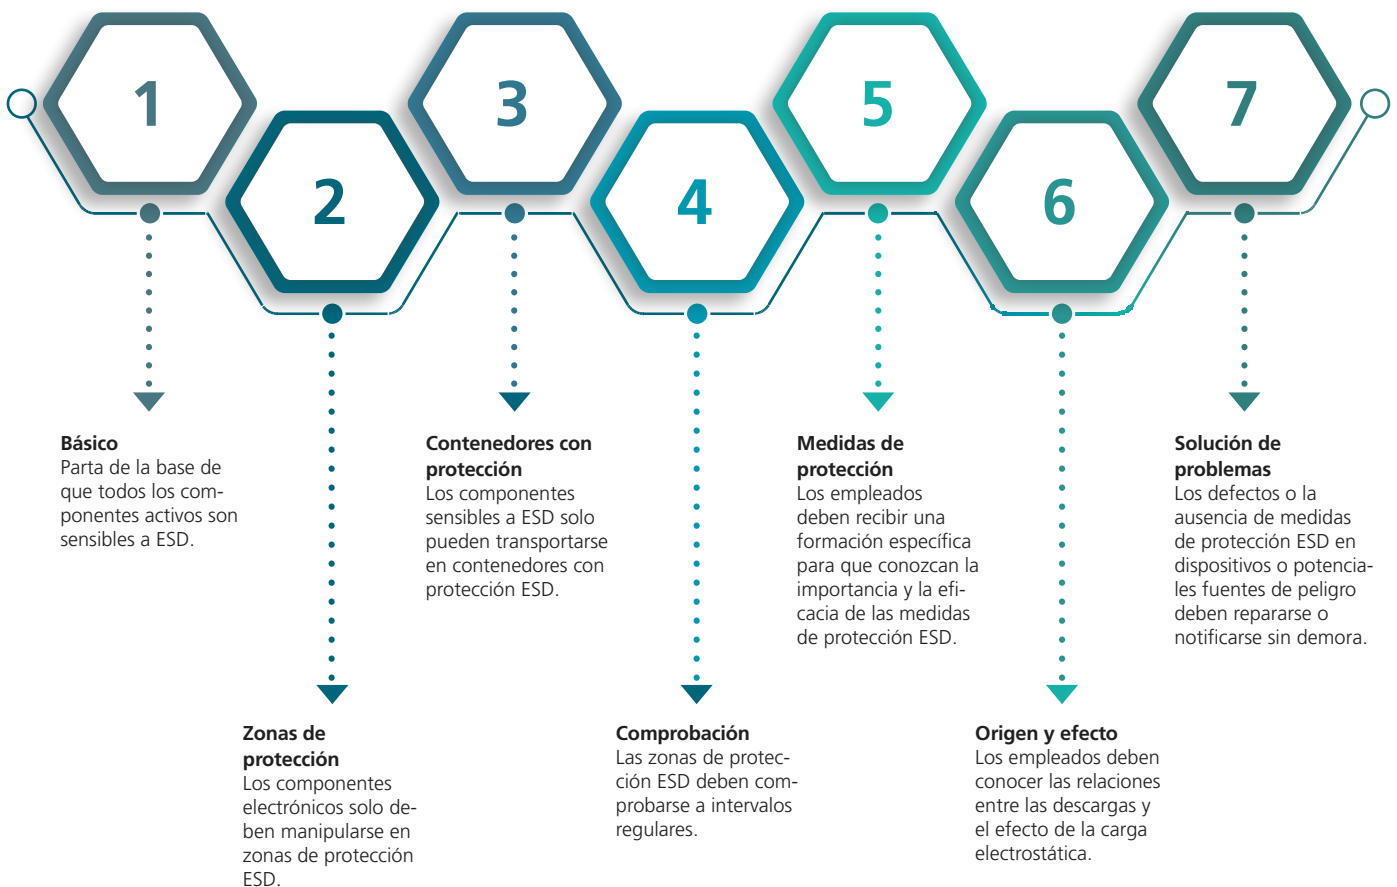 1
2
3
4
5
6
7
Básico
Parta de la base de
que todos los com-
ponentes activos son
sensibles a ESD.
Zonas de
protección
Los componentes
electrónicos solo de-
ben manipularse en
zonas de protección
ESD.
Contenedores con
protección
Los componentes
sensibles a ESD solo
pueden transportarse
en contenedores con
protección ESD.
Comprobación
Las zonas de protec-
ción ESD deben com-
probarse a intervalos
regulares.
Medidas de
protección
Los empleados
deben recibir una
formación específica
para que conozcan la
importancia y la efi-
cacia de las medidas
de protección ESD.
Origen y efecto
Los empleados deben
conocer las relaciones
entre las descargas y
el efecto de la carga
electrostática.
Solución de
problemas
Los defectos o la
ausencia de medidas
de protección ESD en
dispositivos o potencia-
les fuentes de peligro
deben repararse o
notificarse sin demora.